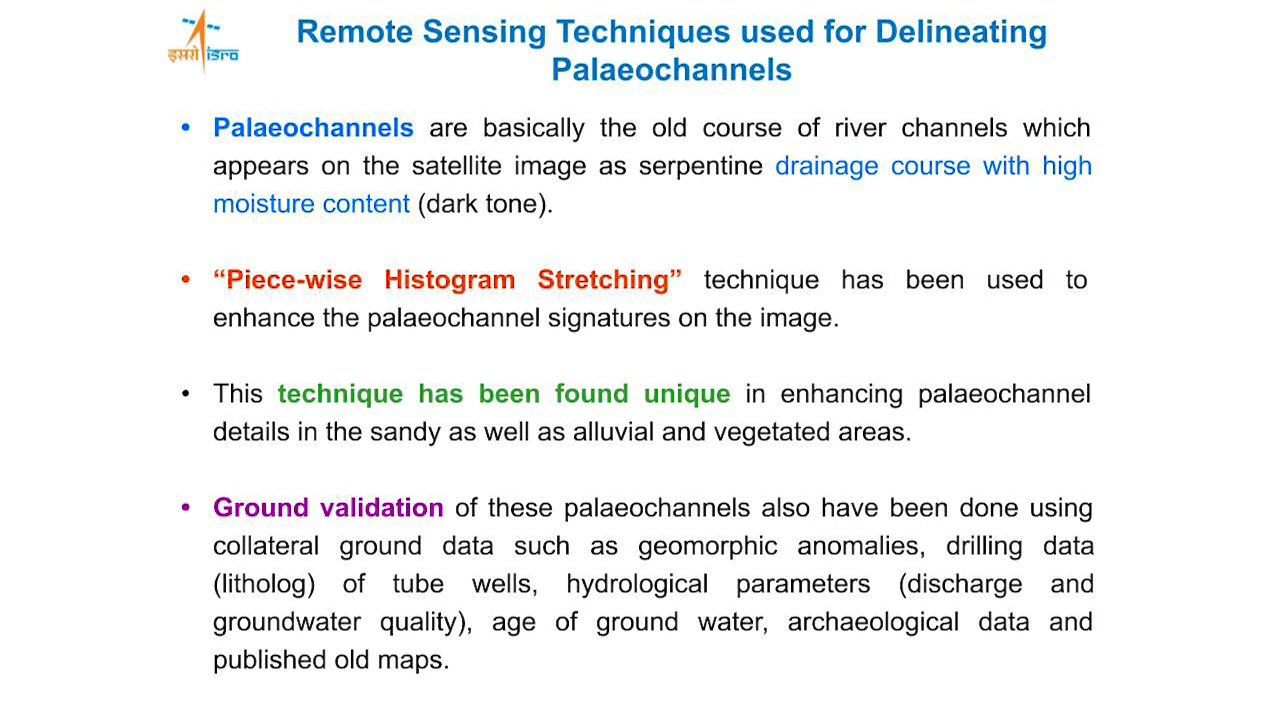 इसरो isro
Remote Sensing Techniques used for Delineating
Palaeochannels
• Palaeochannels are basically the old course of river channels which
appears on the satellite image as serpentine drainage course with high
moisture content (dark tone).
• “Piece-wise Histogram Stretching” technique has been used to
enhance the palaeochannel signatures on the image.
• This technique has been found unique in enhancing palaeochannel
details in the sandy as well as alluvial and vegetated areas.
• Ground validation of these palaeochannels also have been done using
collateral ground data such as geomorphic anomalies, drilling data
(litholog) of tube wells, hydrological parameters (discharge and
groundwater quality), age of ground water, archaeological data and
published old maps.